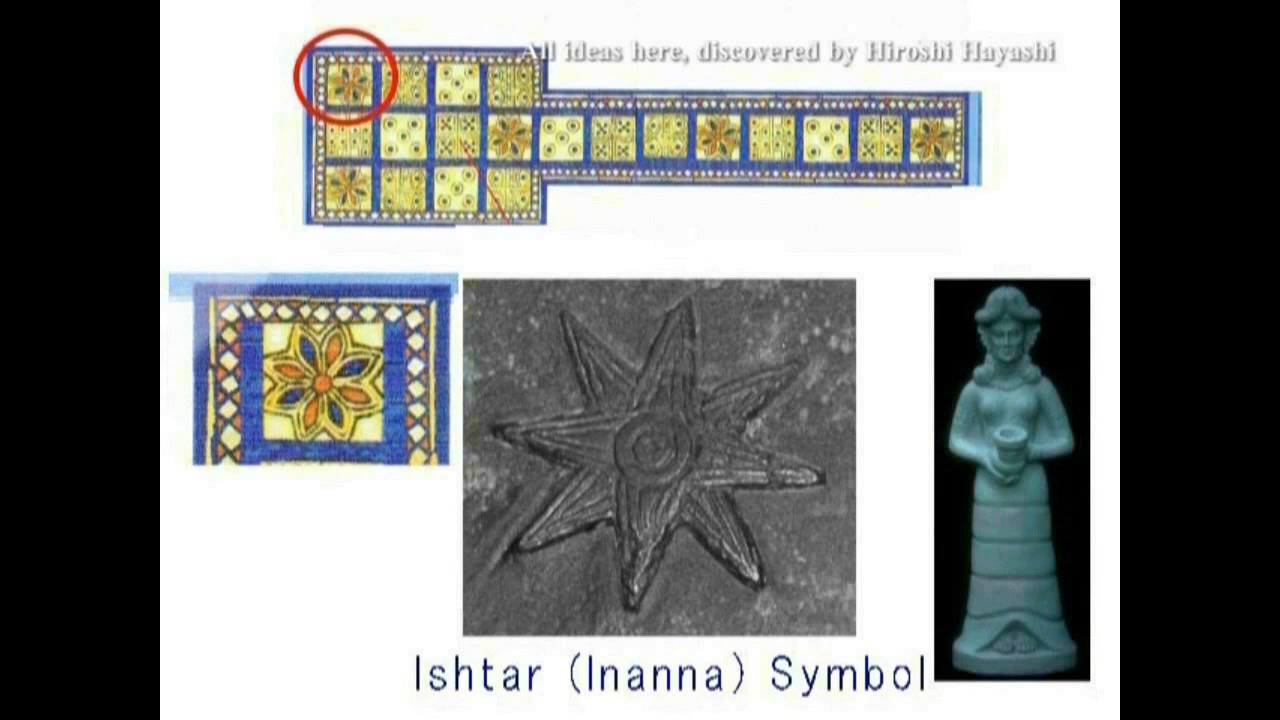 All ideas here, discovered by Hiroshi Hayashi
Ishtar (Inanna) Symbol